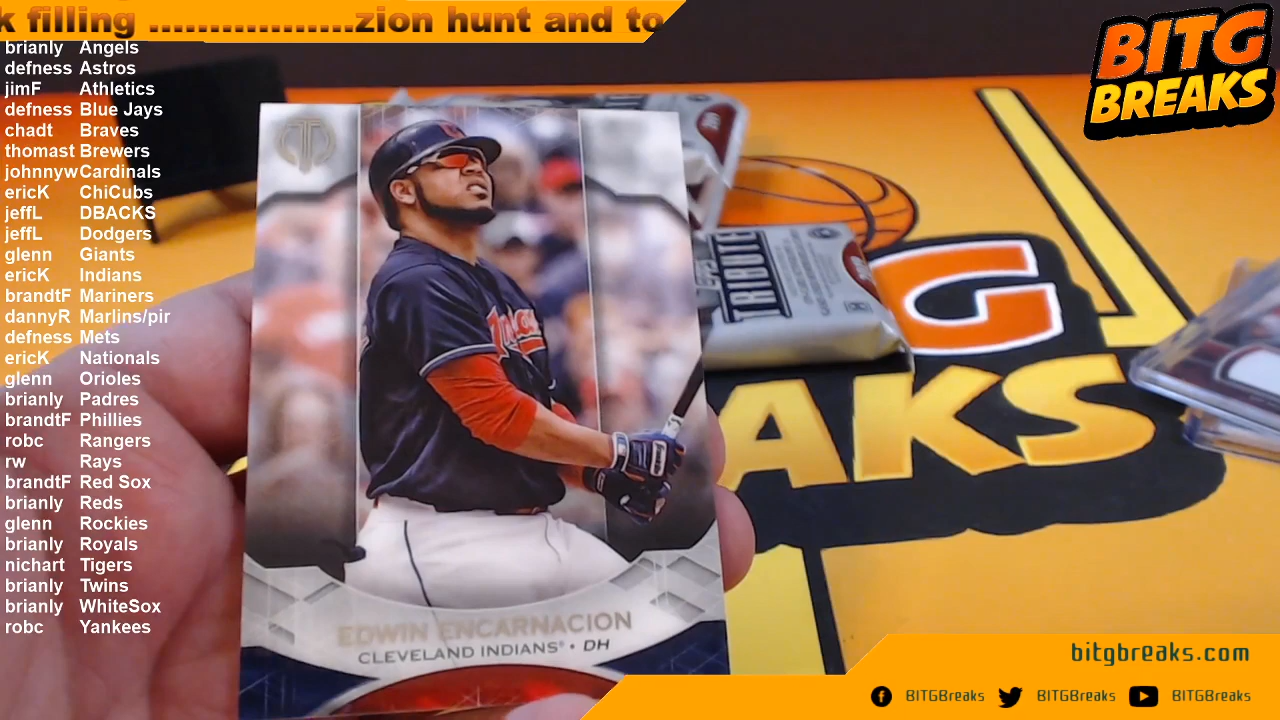 k filling ..................zion hunt and to
BITG
BREAKS
brianly Angels
defness Astros
jimF Athletics
defness Blue Jays
chadt Braves
thomast Brewers
johnnyw Cardinals
ericK ChiCubs
jeffL DBACKS
jeffL Dodgers
glenn Giants
ericK Indians
brandtF Mariners
dannyR Marlins/pir
defness Mets
ericK Nationals
glenn Orioles
brianly Padres
brandtF Phillies
robc Rangers
rw Rays
brandtF Red Sox
brianly Reds
glenn Rockies
brianly Royals
nichart Tigers
brianly Twins
brianly WhiteSox
robc Yankees
TRIBUTE
G
AKS
EDWIN ENCARNACION
CLEVELAND INDIANS® • DH
bitgbreaks.com
BITGBreaks BITGBreaks BITGBreaks